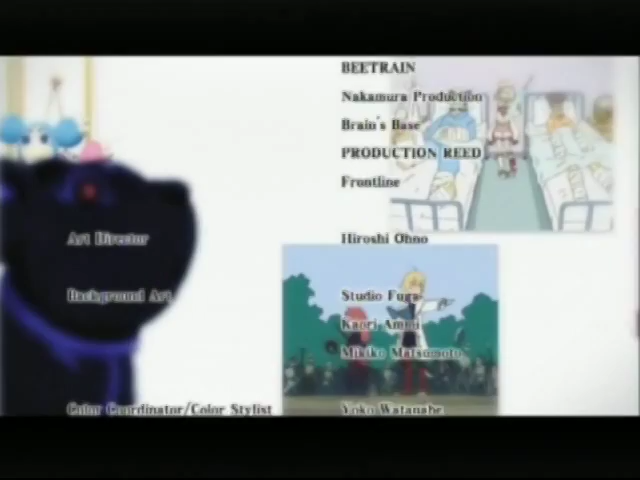 BEETRAIN
Nakamura Production
Brain's Base
PRODUCTION REED
Frontline
Art Director Hiroshi Ohno
Background Art Studio Fuga
Kaori Ammi
Mikiko Matsumoto
Color Coordinator/Color Stylist Yoko Watanabe